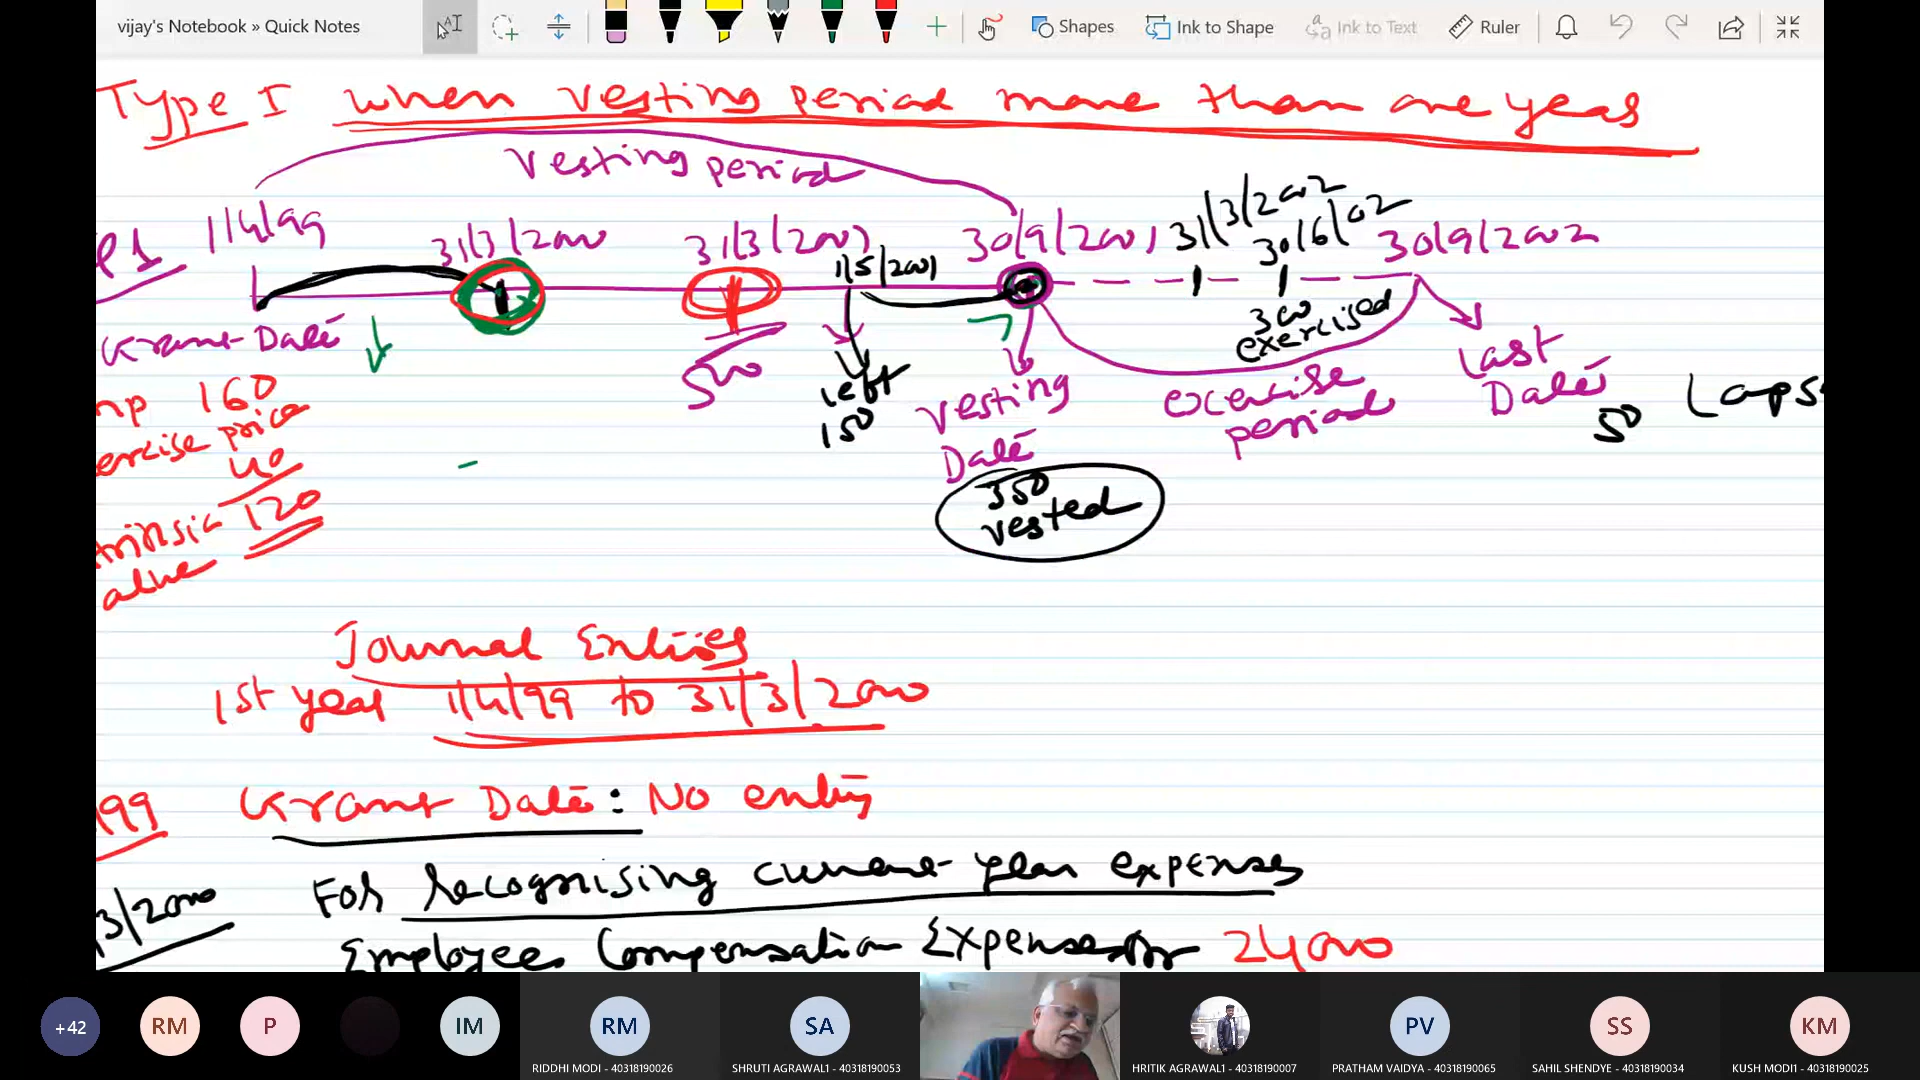 vijay's Notebook » Quick Notes
Shapes
Ink to Shape
Ink to Text
Ruler
Type I when vesting period more than one year
vesting period
1/4/99 31/3/2000 31/3/2001 1/5/2001 30/9/2001 31/3/2002 30/6/02 30/9/2002
Grant Date
160
ercise price
40
120
500
left
150
vesting
Date
350
vested
300
exercised
exercise
period
Last
Date
50 Laps
Journal Entries
1st year 1/4/99 to 31/3/2000
99 Grant Date: No entry
3/2000 For recognising current year expenses
Employee Compensation Expense Dr 24000
+42
RM
P
IM
RM
RIDDHI MODI - 40318190026
SA
SHRUTI AGRAWAL1 - 40318190053
HRITIK AGRAWAL1 - 40318190007
PV
PRATHAM VAIDYA - 40318190065
SS
SAHIL SHENDYE - 40318190034
KM
KUSH MODI1 - 40318190025